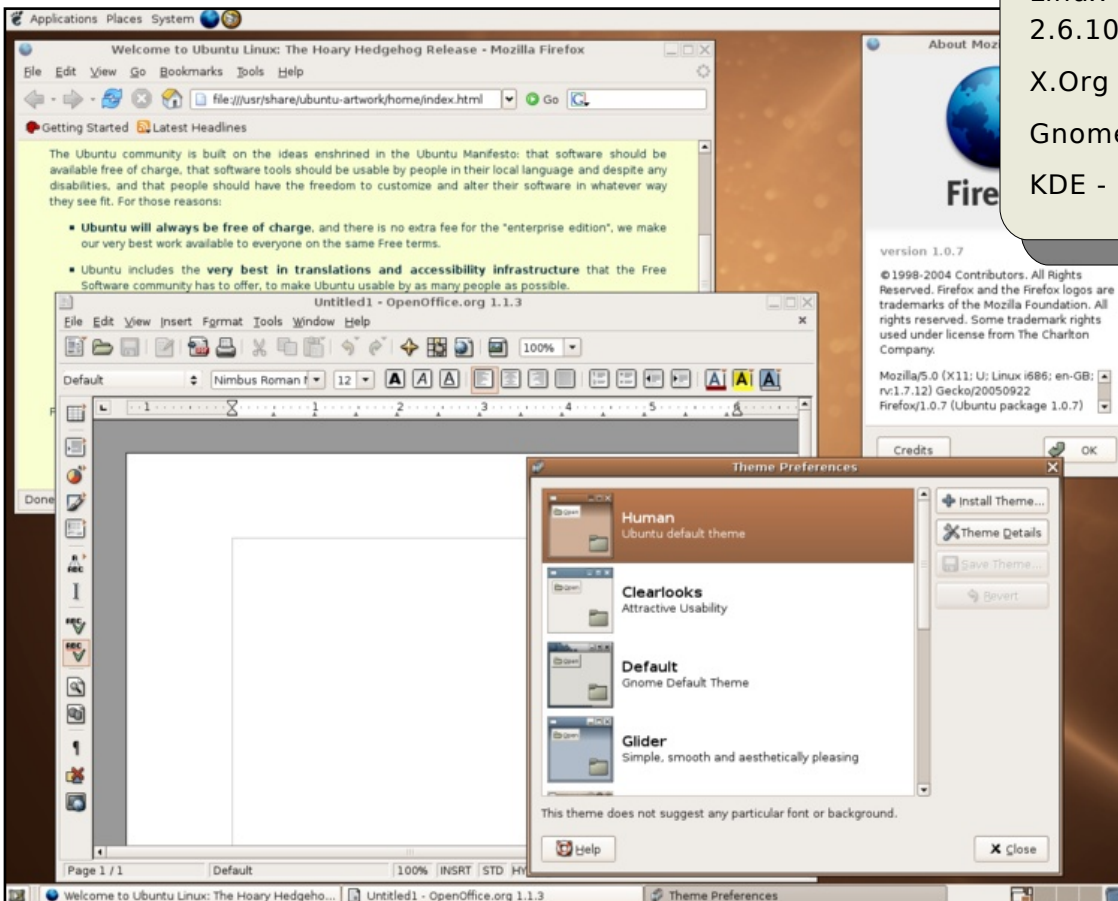 Applications Places System
2.6.10
X.Org
Gnome
KDE -
Welcome to Ubuntu Linux: The Hoary Hedgehog Release - Mozilla Firefox
File Edit View Go Bookmarks Tools Help
file:///usr/share/ubuntu-artwork/home/index.html Go
Getting Started Latest Headlines
The Ubuntu community is built on the ideas enshrined in the Ubuntu Manifesto: that software should be
available free of charge, that software tools should be usable by people in their local language and despite any
disabilities, and that people should have the freedom to customize and alter their software in whatever way
they see fit. For those reasons:
Ubuntu will always be free of charge, and there is no extra fee for the "enterprise edition", we make
our very best work available to everyone on the same Free terms.
Ubuntu includes the very best in translations and accessibility infrastructure that the Free
Software community has to offer, to make Ubuntu usable by as many people as possible.
Done
About Moz
Fire
version 1.0.7
©1998-2004 Contributors. All Rights
Reserved. Firefox and the Firefox logos are
trademarks of the Mozilla Foundation. All
rights reserved. Some trademark rights
used under license from The Charlton
Company.
Mozilla/5.0 (X11; U; Linux i686; en-GB;
rv:1.7.12) Gecko/20050922
Firefox/1.0.7 (Ubuntu package 1.0.7)
Credits OK
Untitled1 - OpenOffice.org 1.1.3
File Edit View Insert Format Tools Window Help
100%
Default Nimbus Roman 12 A A A A A A
1 1 2 3 4 5 6
ABC
ABC
ABC
Page 1 / 1 Default 100% INSRT STD HY
Theme Preferences
Human
Ubuntu default theme
Clearlooks
Attractive Usability
Default
Gnome Default Theme
Glider
Simple, smooth and aesthetically pleasing
Install Theme...
Theme Details
Save Theme...
Revert
This theme does not suggest any particular font or background.
Help Close
Welcome to Ubuntu Linux: The Hoary Hedgeho... Untitled1 - OpenOffice.org 1.1.3 Theme Preferences